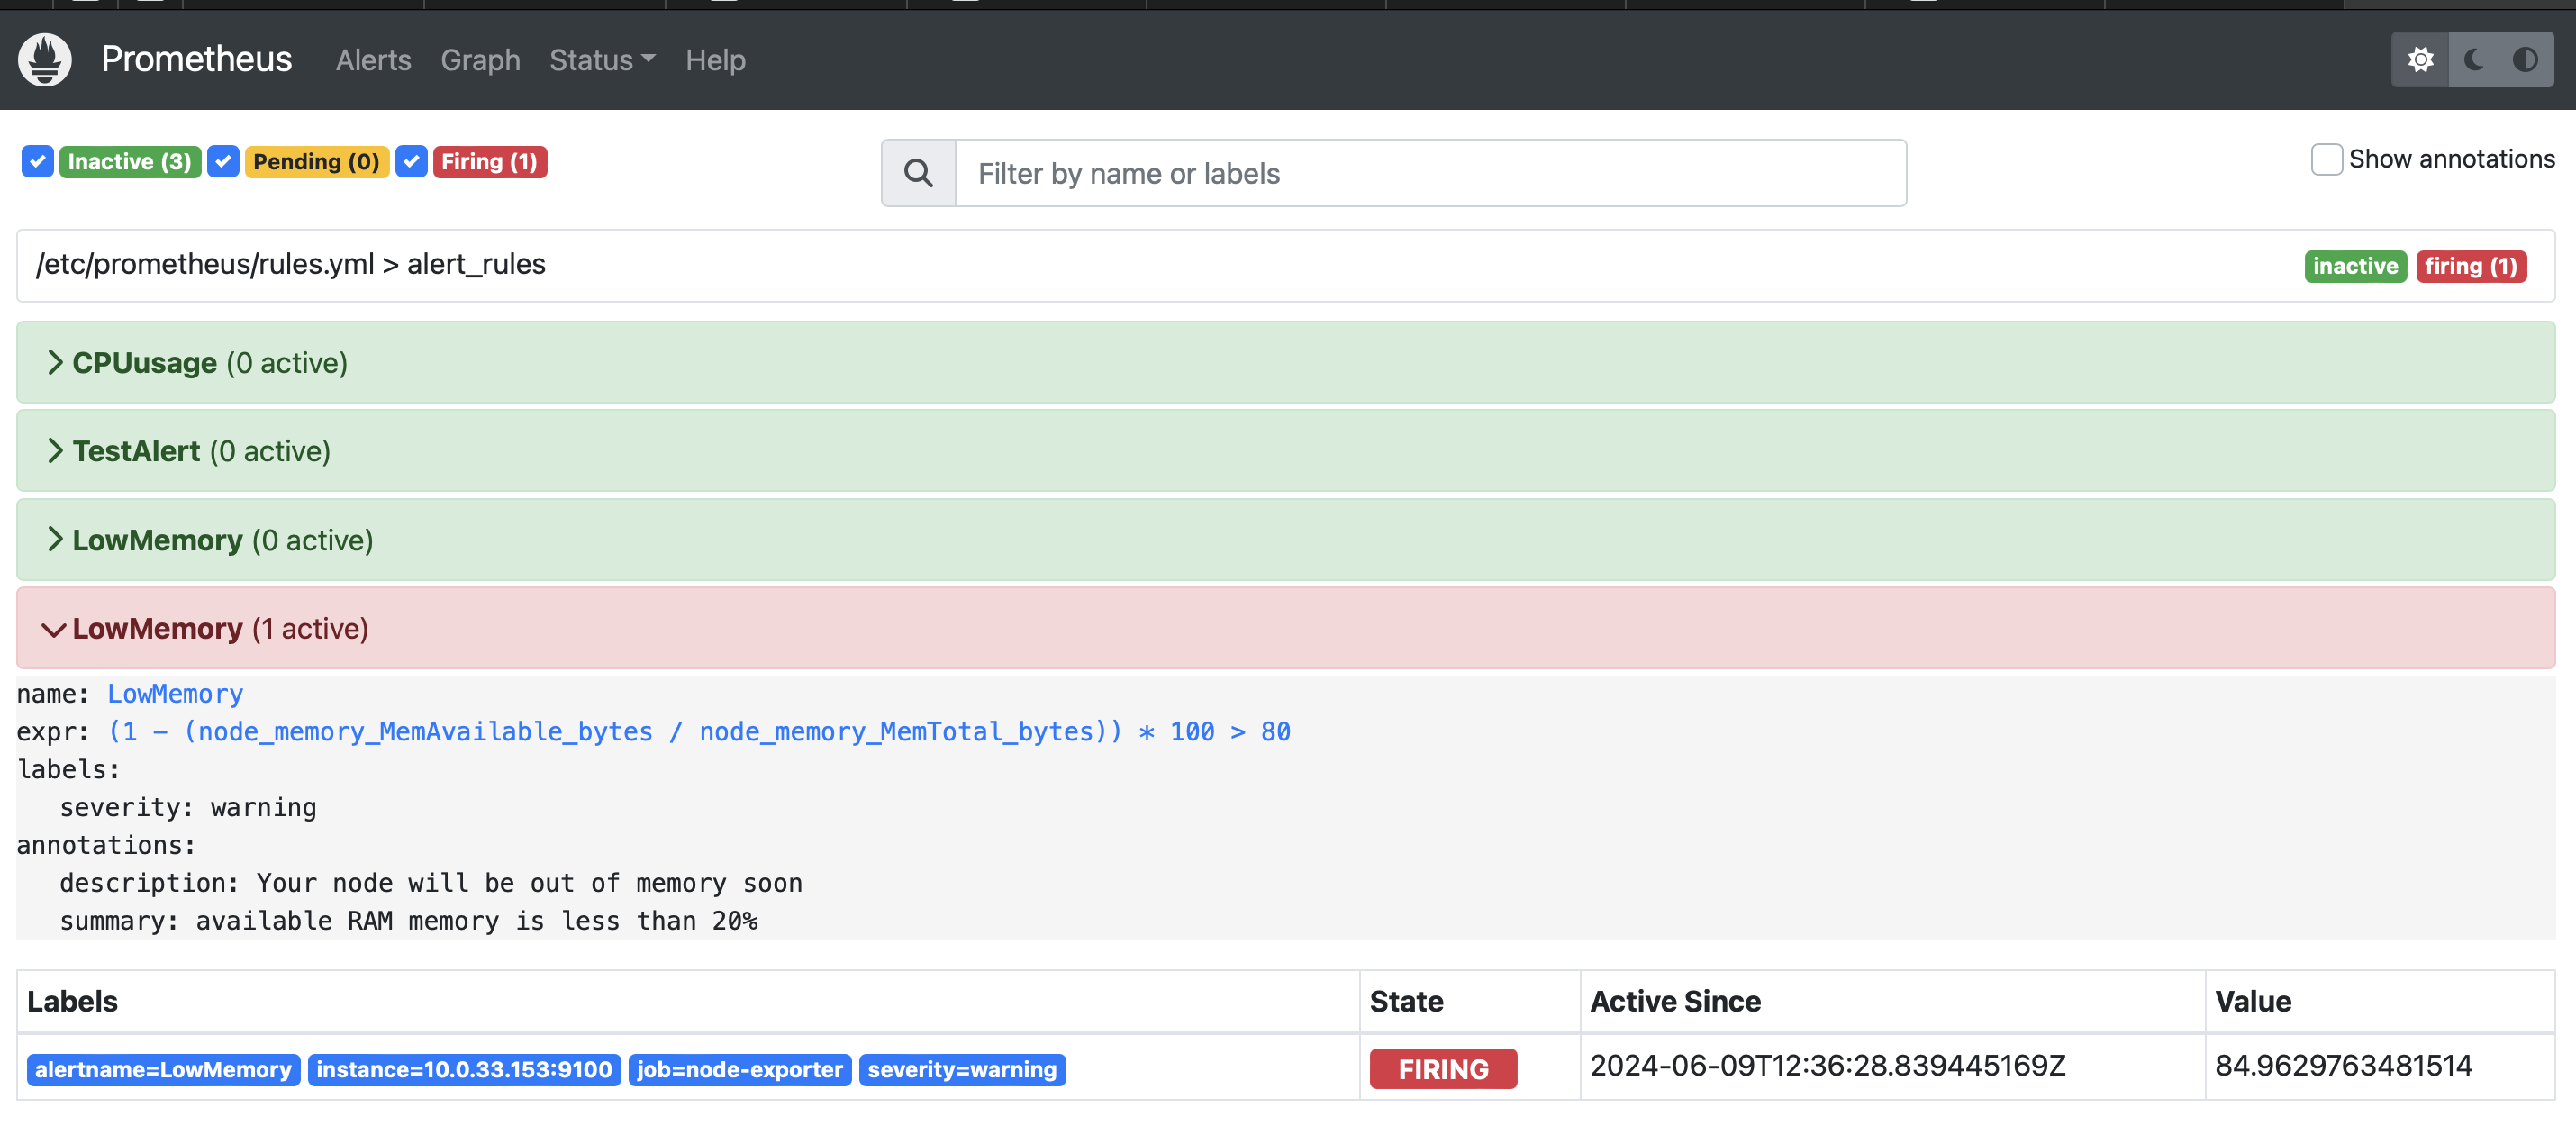 Prometheus Alerts Graph Status Help
Inactive (3) Pending (0) Firing (1) Filter by name or labels Show annotations
/etc/prometheus/rules.yml > alert_rules inactive firing (1)
CPUusage (0 active)
TestAlert (0 active)
LowMemory (0 active)
LowMemory (1 active)
name: LowMemory
expr: (1 - (node_memory_MemAvailable_bytes / node_memory_MemTotal_bytes)) * 100 > 80
labels:
severity: warning
annotations:
description: Your node will be out of memory soon
summary: available RAM memory is less than 20%
Labels State Active Since Value
alertname=LowMemory instance=10.0.33.153:9100 job=node-exporter severity=warning FIRING 2024-06-09T12:36:28.839445169Z 84.9629763481514